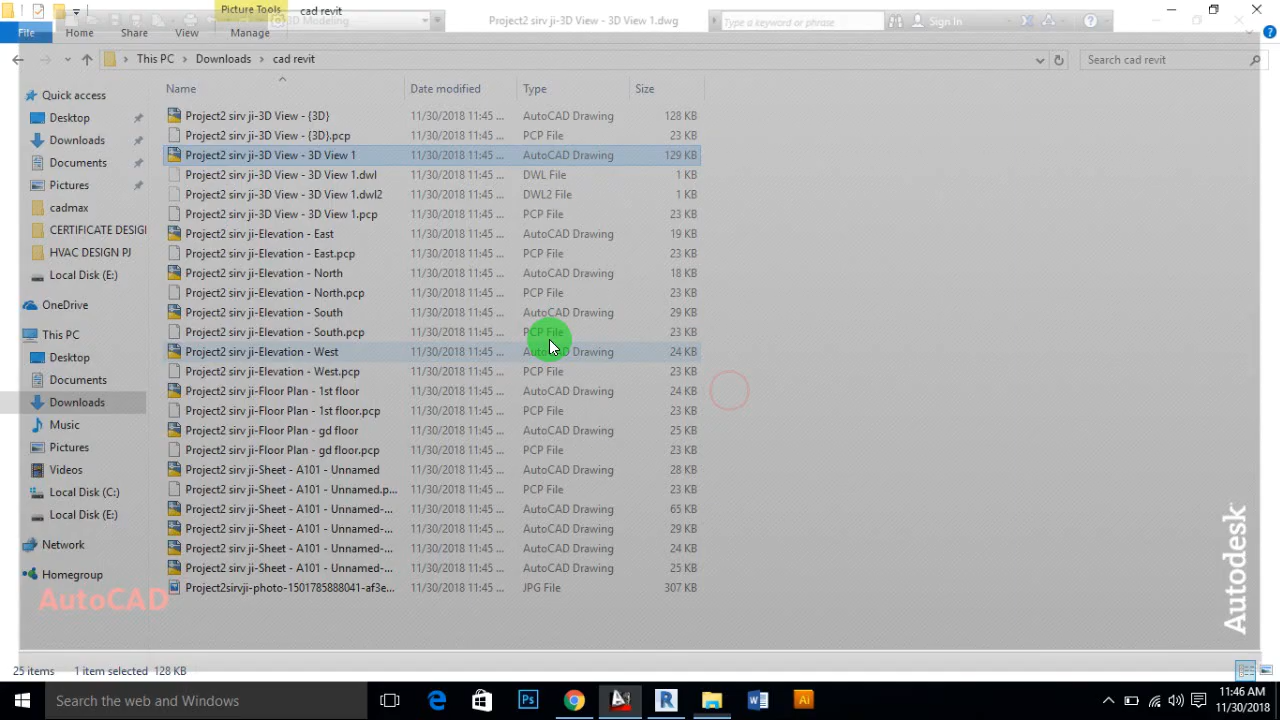 Picture Tools
cad revit
3D Modeling
Project2 sirv ji-3D View - 3D View 1.dwg
Type a keyword or phrase
Sign In
File
Home
Share
View
Manage
This PC
Downloads
cad revit
Search cad revit
Name
Date modified
Type
Size
Quick access
Desktop
Downloads
Documents
Pictures
cadmax
CERTIFICATE DESIGI
HVAC DESIGN PJ
Local Disk (E:)
OneDrive
This PC
Desktop
Documents
Downloads
Music
Pictures
Videos
Local Disk (C:)
Local Disk (E:)
Network
Homegroup
Project2 sirv ji-3D View - {3D} 11/30/2018 11:45 ... AutoCAD Drawing 128 KB
Project2 sirv ji-3D View - {3D}.pcp 11/30/2018 11:45 ... PCP File 23 KB
Project2 sirv ji-3D View - 3D View 1 11/30/2018 11:45 ... AutoCAD Drawing 129 KB
Project2 sirv ji-3D View - 3D View 1.dwl 11/30/2018 11:45 ... DWL File 1 KB
Project2 sirv ji-3D View - 3D View 1.dwl2 11/30/2018 11:45 ... DWL2 File 1 KB
Project2 sirv ji-3D View - 3D View 1.pcp 11/30/2018 11:45 ... PCP File 23 KB
Project2 sirv ji-Elevation - East 11/30/2018 11:45 ... AutoCAD Drawing 19 KB
Project2 sirv ji-Elevation - East.pcp 11/30/2018 11:45 ... PCP File 23 KB
Project2 sirv ji-Elevation - North 11/30/2018 11:45 ... AutoCAD Drawing 18 KB
Project2 sirv ji-Elevation - North.pcp 11/30/2018 11:45 ... PCP File 23 KB
Project2 sirv ji-Elevation - South 11/30/2018 11:45 ... AutoCAD Drawing 29 KB
Project2 sirv ji-Elevation - South.pcp 11/30/2018 11:45 ... PCP File 23 KB
Project2 sirv ji-Elevation - West 11/30/2018 11:45 ... AutoCAD Drawing 24 KB
Project2 sirv ji-Elevation - West.pcp 11/30/2018 11:45 ... PCP File 23 KB
Project2 sirv ji-Floor Plan - 1st floor 11/30/2018 11:45 ... AutoCAD Drawing 24 KB
Project2 sirv ji-Floor Plan - 1st floor.pcp 11/30/2018 11:45 ... PCP File 23 KB
Project2 sirv ji-Floor Plan - gd floor 11/30/2018 11:45 ... AutoCAD Drawing 25 KB
Project2 sirv ji-Floor Plan - gd floor.pcp 11/30/2018 11:45 ... PCP File 23 KB
Project2 sirv ji-Sheet - A101 - Unnamed 11/30/2018 11:45 ... AutoCAD Drawing 28 KB
Project2 sirv ji-Sheet - A101 - Unnamed.p... 11/30/2018 11:45 ... PCP File 23 KB
Project2 sirv ji-Sheet - A101 - Unnamed-... 11/30/2018 11:45 ... AutoCAD Drawing 65 KB
Project2 sirv ji-Sheet - A101 - Unnamed-... 11/30/2018 11:45 ... AutoCAD Drawing 29 KB
Project2 sirv ji-Sheet - A101 - Unnamed-... 11/30/2018 11:45 ... AutoCAD Drawing 24 KB
Project2 sirv ji-Sheet - A101 - Unnamed-... 11/30/2018 11:45 ... AutoCAD Drawing 25 KB
Project2sirvji-photo-1501785888041-af3e... 11/30/2018 11:45 ... JPG File 307 KB
AutoCAD
Autodesk
25 items
1 item selected 128 KB
Search the web and Windows
11:46 AM
11/30/2018